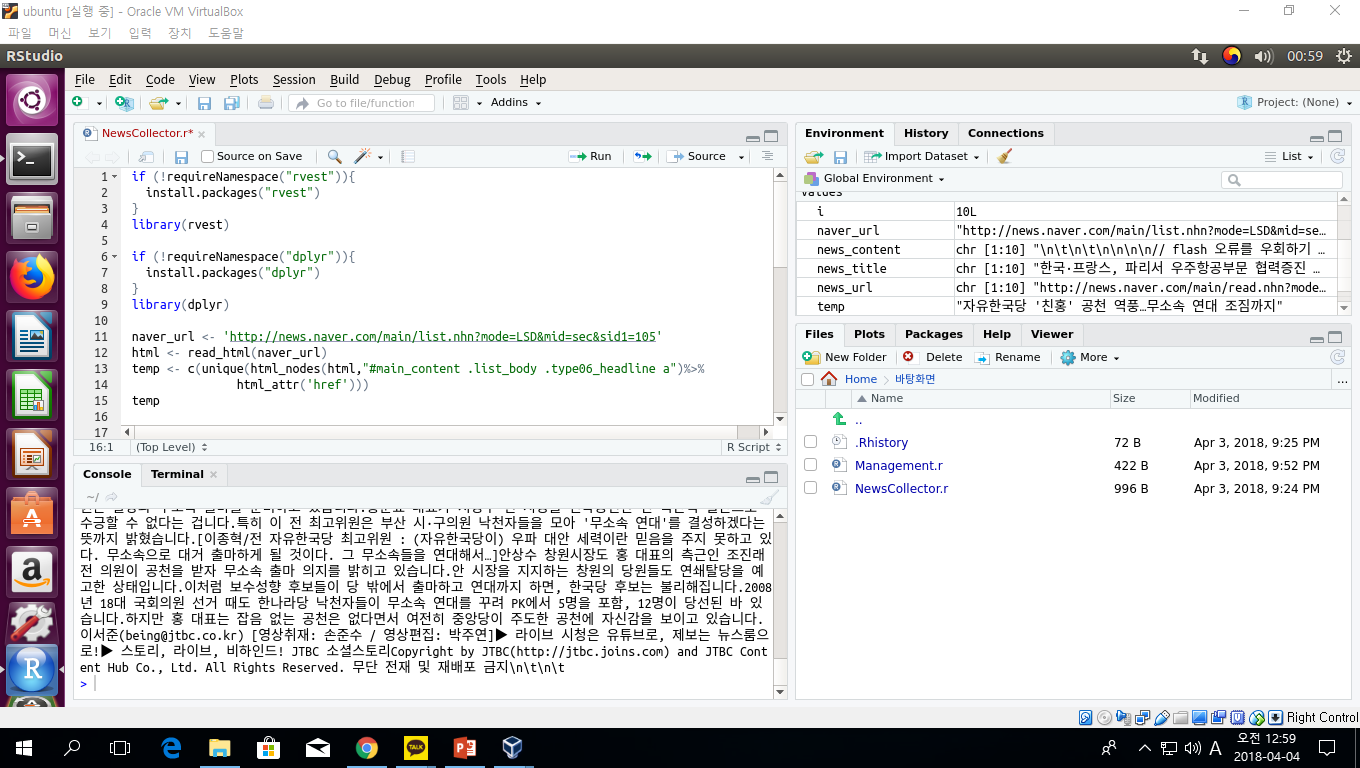 ubuntu [실행 중] - Oracle VM VirtualBox
파일 머신 보기 입력 장치 도움말
RStudio 00:59
File Edit Code View Plots Session Build Debug Profile Tools Help
Go to file/function Addins Project: (None)
NewsCollector.r*
Source on Save Run Source
1 if (!requireNamespace("rvest")){
2 install.packages("rvest")
3 }
4 library(rvest)
5
6 if (!requireNamespace("dplyr")){
7 install.packages("dplyr")
8 }
9 library(dplyr)
10
11 naver_url <- 'http://news.naver.com/main/list.nhn?mode=LSD&mid=sec&sid1=105'
12 html <- read_html(naver_url)
13 temp <- c(unique(html_nodes(html,"#main_content .list_body .type06_headline a")%>%
14 html_attr('href')))
15 temp
16
17
16:1 (Top Level) R Script
Console Terminal
~/
수긍할 수 없다는 겁니다.특히 이 전 최고위원은 부산 시·구의원 낙천자들을 모아 '무소속 연대'를 결성하겠다는
뜻까지 밝혔습니다.[이종혁/전 자유한국당 최고위원 : (자유한국당이) 우파 대안 세력이란 믿음을 주지 못하고 있
다. 무소속으로 대거 출마하게 될 것이다. 그 무소속들을 연대해서…]안상수 창원시장도 홍 대표의 측근인 조진래
전 의원이 공천을 받자 무소속 출마 의지를 밝히고 있습니다.안 시장을 지지하는 창원의 당원들도 연쇄탈당을 예
고한 상태입니다.이처럼 보수성향 후보들이 당 밖에서 출마하고 연대까지 하면, 한국당 후보는 불리해집니다.2008
년 18대 국회의원 선거 때도 한나라당 낙천자들이 무소속 연대를 꾸려 PK에서 5명을 포함, 12명이 당선된 바 있
습니다.하지만 홍 대표는 잡음 없는 공천은 없다면서 여전히 중앙당이 주도한 공천에 자신감을 보이고 있습니다.
이서준(being@jtbc.co.kr) [영상취재: 손준수 / 영상편집: 박주연]▶ 라이브 시청은 유튜브로, 제보는 뉴스룸으
로!▶ 스토리, 라이브, 비하인드! JTBC 소셜스토리Copyright by JTBC(http://jtbc.joins.com) and JTBC Cont
ent Hub Co., Ltd. All Rights Reserved. 무단 전재 및 재배포 금지\n\t\n\t
>
Environment History Connections
Import Dataset List
Global Environment
Values
i 10L
naver_url "http://news.naver.com/main/list.nhn?mode=LSD&mid=se…
news_content chr [1:10] "\n\t\n\t\n\n\n\n// flash 오류를 우회하기 …
news_title chr [1:10] "한국·프랑스, 파리서 우주항공부문 협력증진 …
news_url chr [1:10] "http://news.naver.com/main/read.nhn?mode…
temp "자유한국당 '친홍' 공천 역풍…무소속 연대 조짐까지"
Files Plots Packages Help Viewer
New Folder Delete Rename More
Home 바탕화면 ...
Name Size Modified
..
.Rhistory 72 B Apr 3, 2018, 9:25 PM
Management.r 422 B Apr 3, 2018, 9:52 PM
NewsCollector.r 996 B Apr 3, 2018, 9:24 PM
Right Control
TALK
A
오전 12:59
2018-04-04